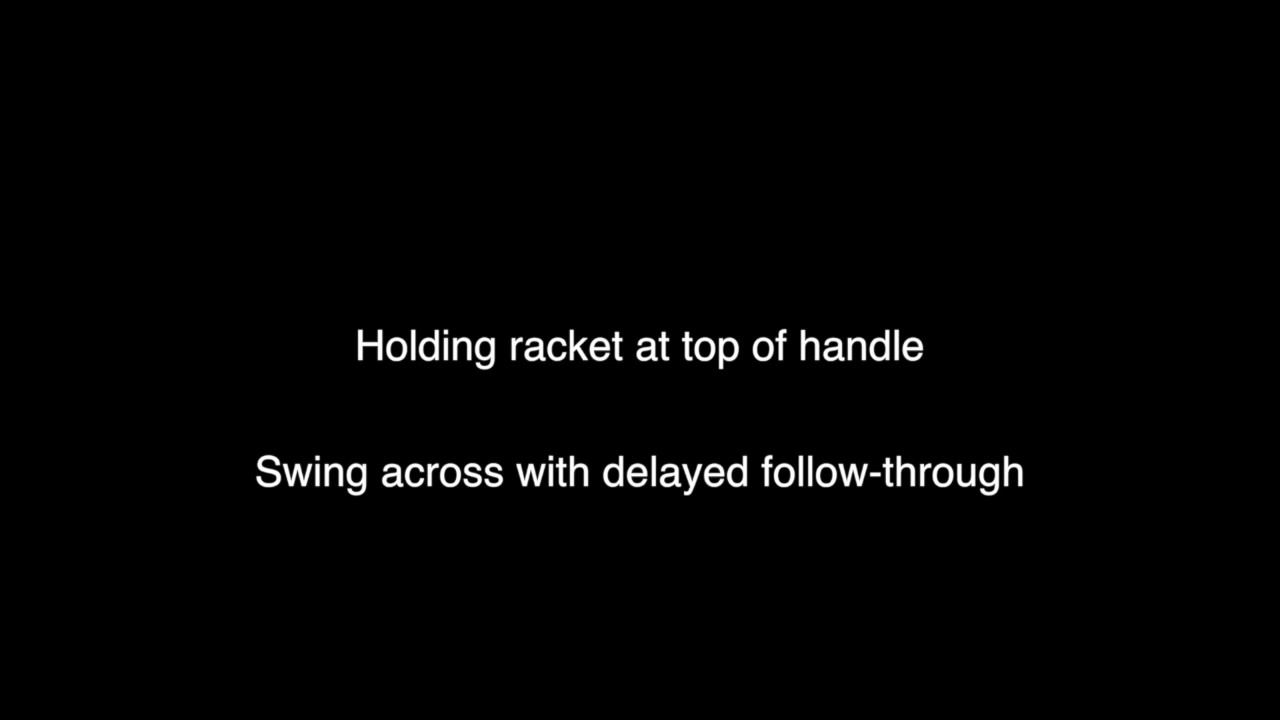 Holding racket at top of handle
Swing across with delayed follow-through